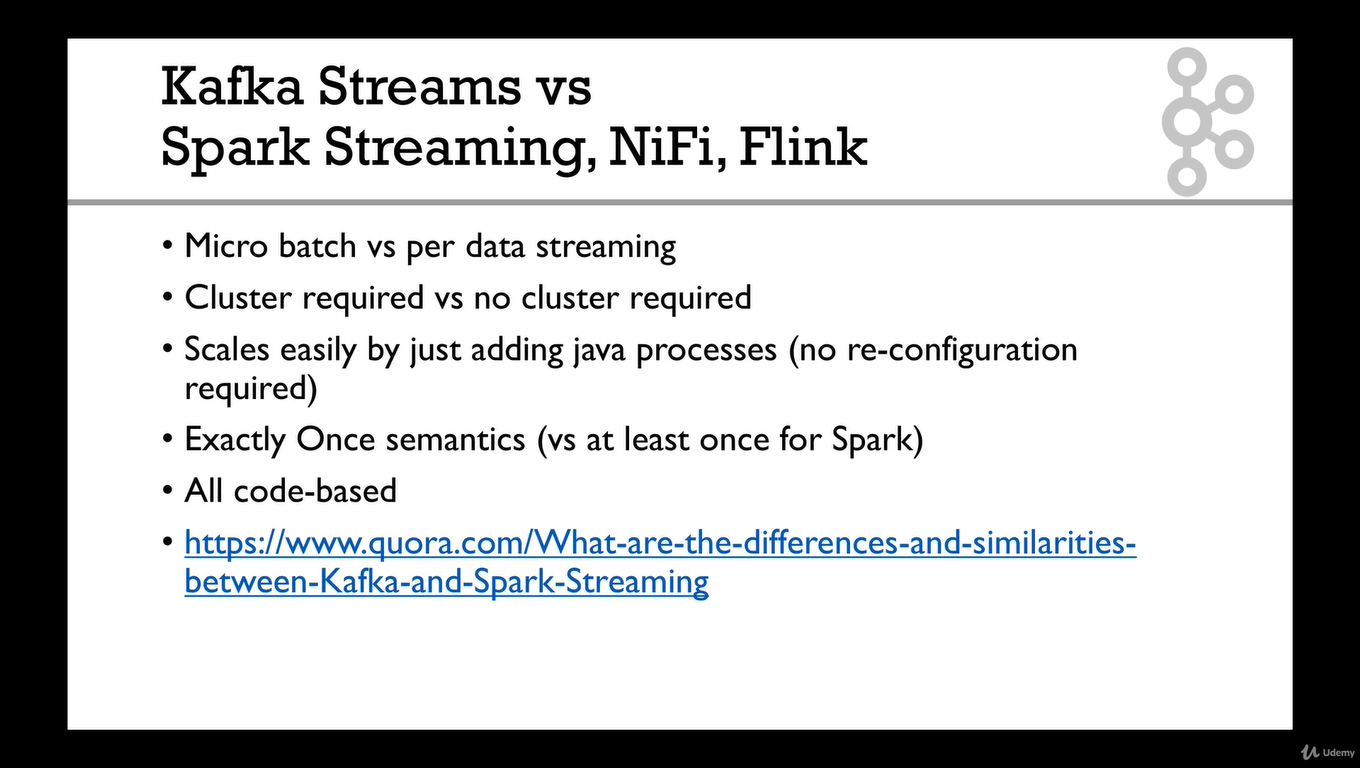 Kafka Streams vs
Spark Streaming, NiFi, Flink
• Micro batch vs per data streaming
• Cluster required vs no cluster required
• Scales easily by just adding java processes (no re-configuration
required)
• Exactly Once semantics (vs at least once for Spark)
• All code-based
• https://www.quora.com/What-are-the-differences-and-similarities-
between-Kafka-and-Spark-Streaming
Udemy